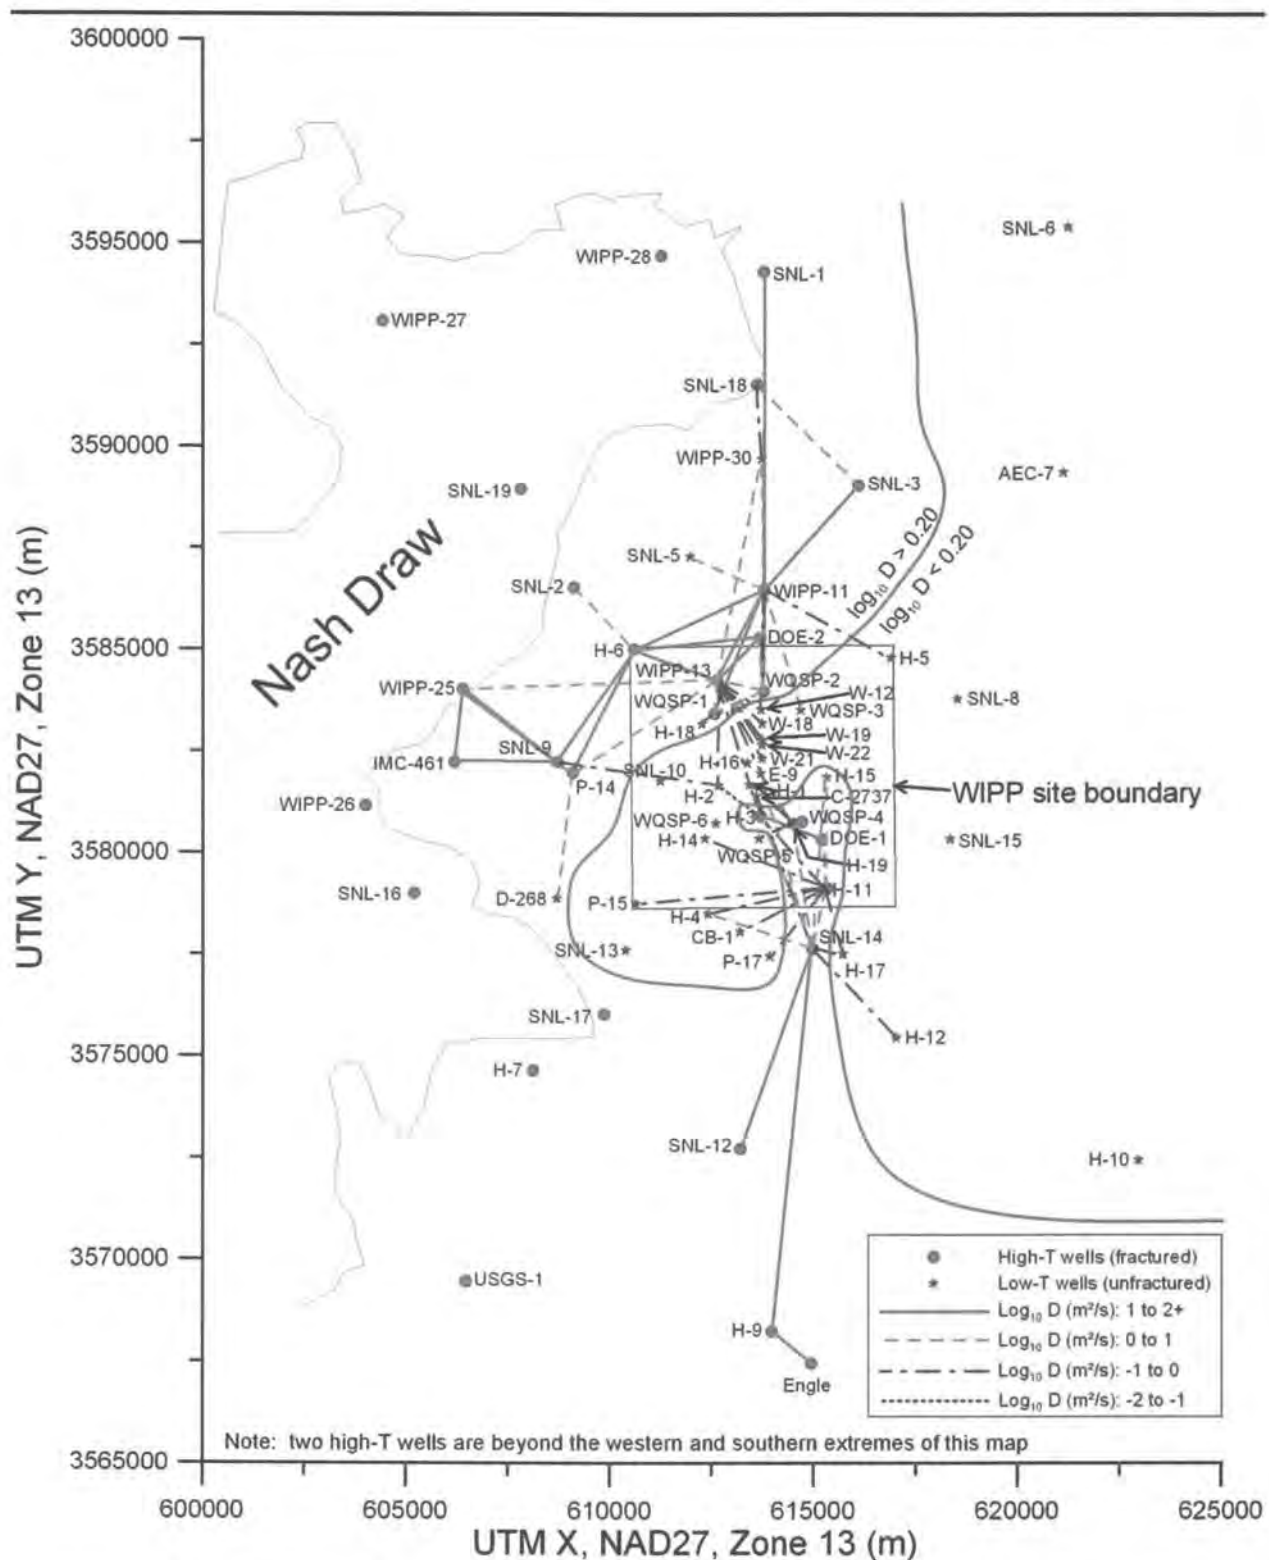 3600000
3595000
3590000
3585000
3580000
3575000
3570000
3565000
UTM Y, NAD27, Zone 13 (m)
600000 605000 610000 615000 620000 625000
UTM X, NAD27, Zone 13 (m)
SNL-6
WIPP-28
SNL-1
WIPP-27
SNL-18
WIPP-30
AEC-7
SNL-3
SNL-19
Nash Draw
log₁₀ D > 0.20
log₁₀ D < 0.20
SNL-5
SNL-2
WIPP-11
DOE-2
H-6
H-5
WIPP-13
WIPP-25
WQSP-2
W-12
SNL-8
WQSP-1
WQSP-3
H-18
W-18
W-19
SNL-9
W-22
IMC-461
H-16
W-21
SNL-10
E-9
H-15
P-14
H-1
H-2
C-2737
WIPP site boundary
WIPP-26
H-3
WQSP-4
WQSP-6
DOE-1
SNL-15
H-14
WQSP-5
H-19
SNL-16
H-11
D-268
P-15
H-4
CB-1
SNL-14
SNL-13
P-17
H-17
SNL-17
H-12
H-7
SNL-12
H-10
USGS-1
H-9
Engle
High-T wells (fractured)
Low-T wells (unfractured)
Log₁₀ D (m²/s): 1 to 2+
Log₁₀ D (m²/s): 0 to 1
Log₁₀ D (m²/s): -1 to 0
Log₁₀ D (m²/s): -2 to -1
Note: two high-T wells are beyond the western and southern extremes of this map